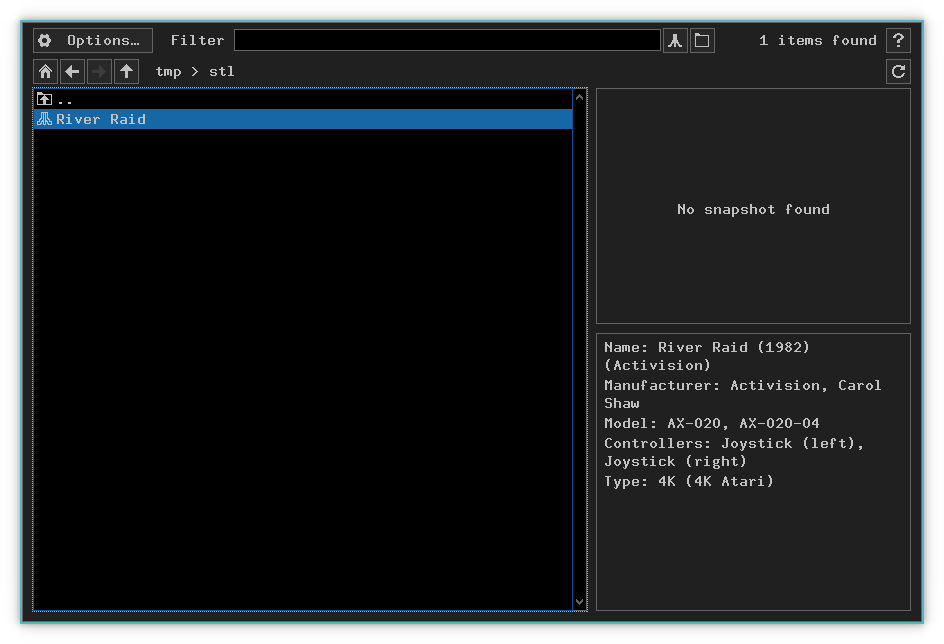 Options… Filter 1 items found ?
tmp > stl
..
River Raid
No snapshot found
Name: River Raid (1982)
(Activision)
Manufacturer: Activision, Carol
Shaw
Model: AX-020, AX-020-04
Controllers: Joystick (left),
Joystick (right)
Type: 4K (4K Atari)